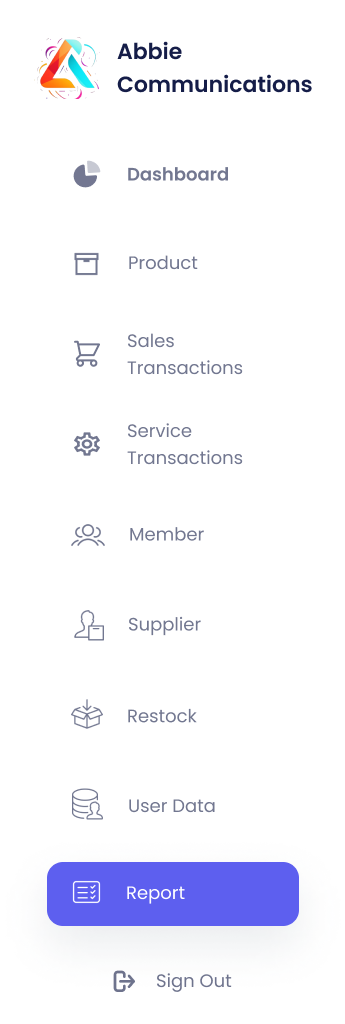 Abbie
Communications
Dashboard
Product
Sales
Transactions
Service
Transactions
Member
Supplier
Restock
User Data
Report
Sign Out